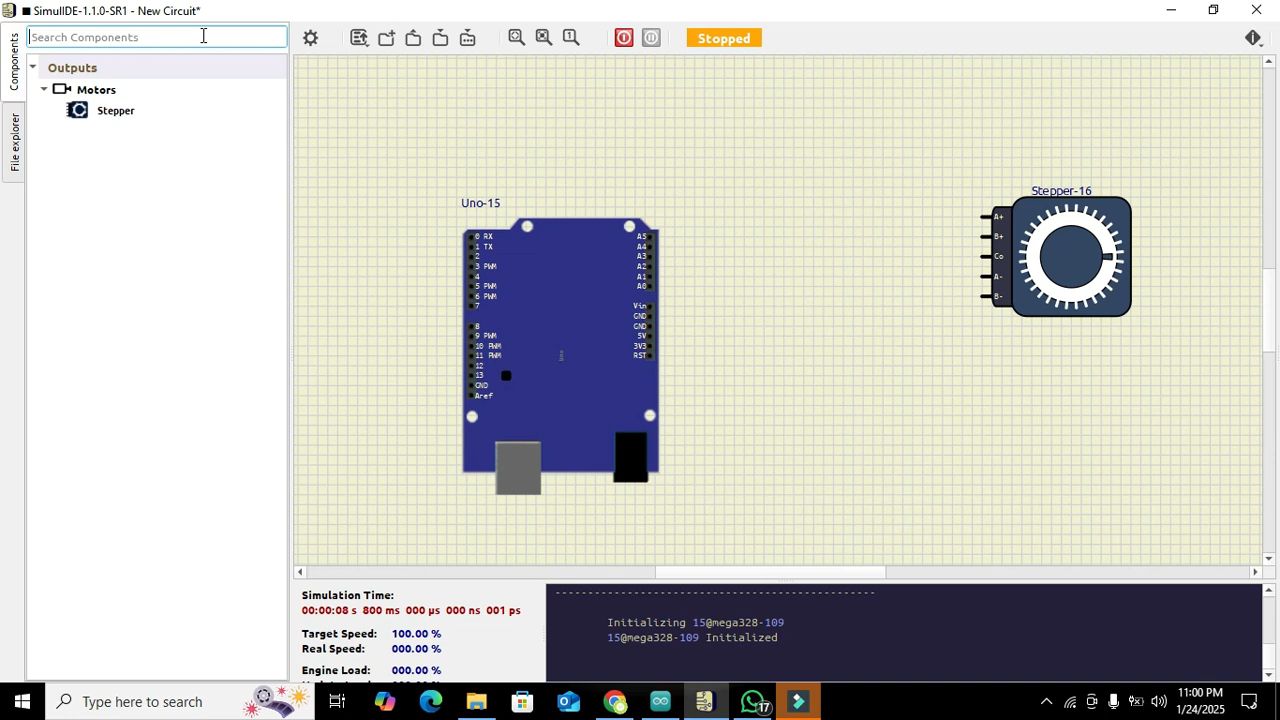 SimulIDE-1.1.0-SR1 - New Circuit*
Components
File explorer
Search Components
Outputs
Motors
Stepper
Stopped
Uno-15
0 RX
1 TX
2
3 PWM
4
5 PWM
6 PWM
7
8
9 PWM
10 PWM
11 PWM
12
13
GND
Aref
A5
A4
A3
A2
A1
A0
Vin
GND
GND
5V
3V3
RST
Uno
Stepper-16
A+
B+
Co
A-
B-
Simulation Time:
00:00:08 s 800 ms 000 µs 000 ns 001 ps
Target Speed: 100.00 %
Real Speed: 000.00 %
Engine Load: 000.00 %
-----------------------------------------------
Initializing 15@mega328-109
15@mega328-109 Initialized
Type here to search
17
11:00 PM
1/24/2025